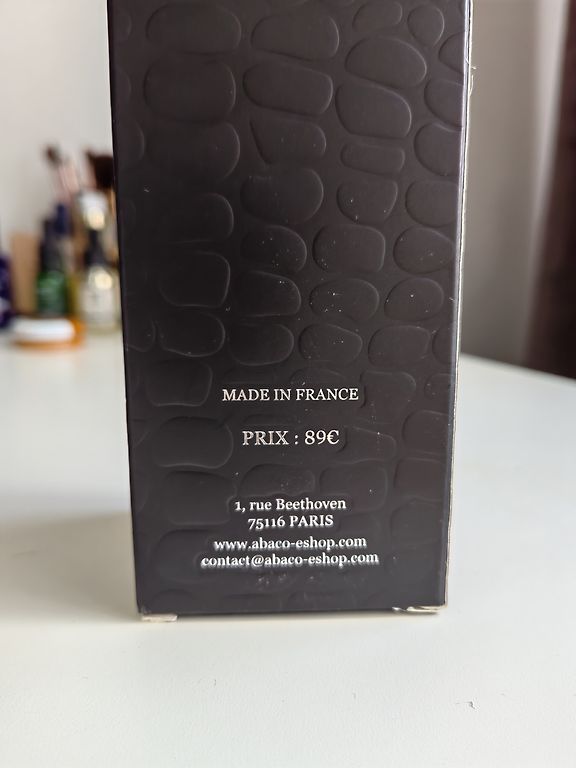 MADE IN FRANCE
PRIX : 89€
1, rue Beethoven
75116 PARIS
www.abaco-eshop.com
contact@abaco-eshop.com